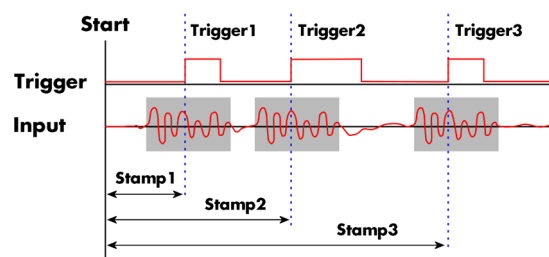 Start
Trigger1 Trigger2 Trigger3
Trigger
Input
Stamp1
Stamp2
Stamp3